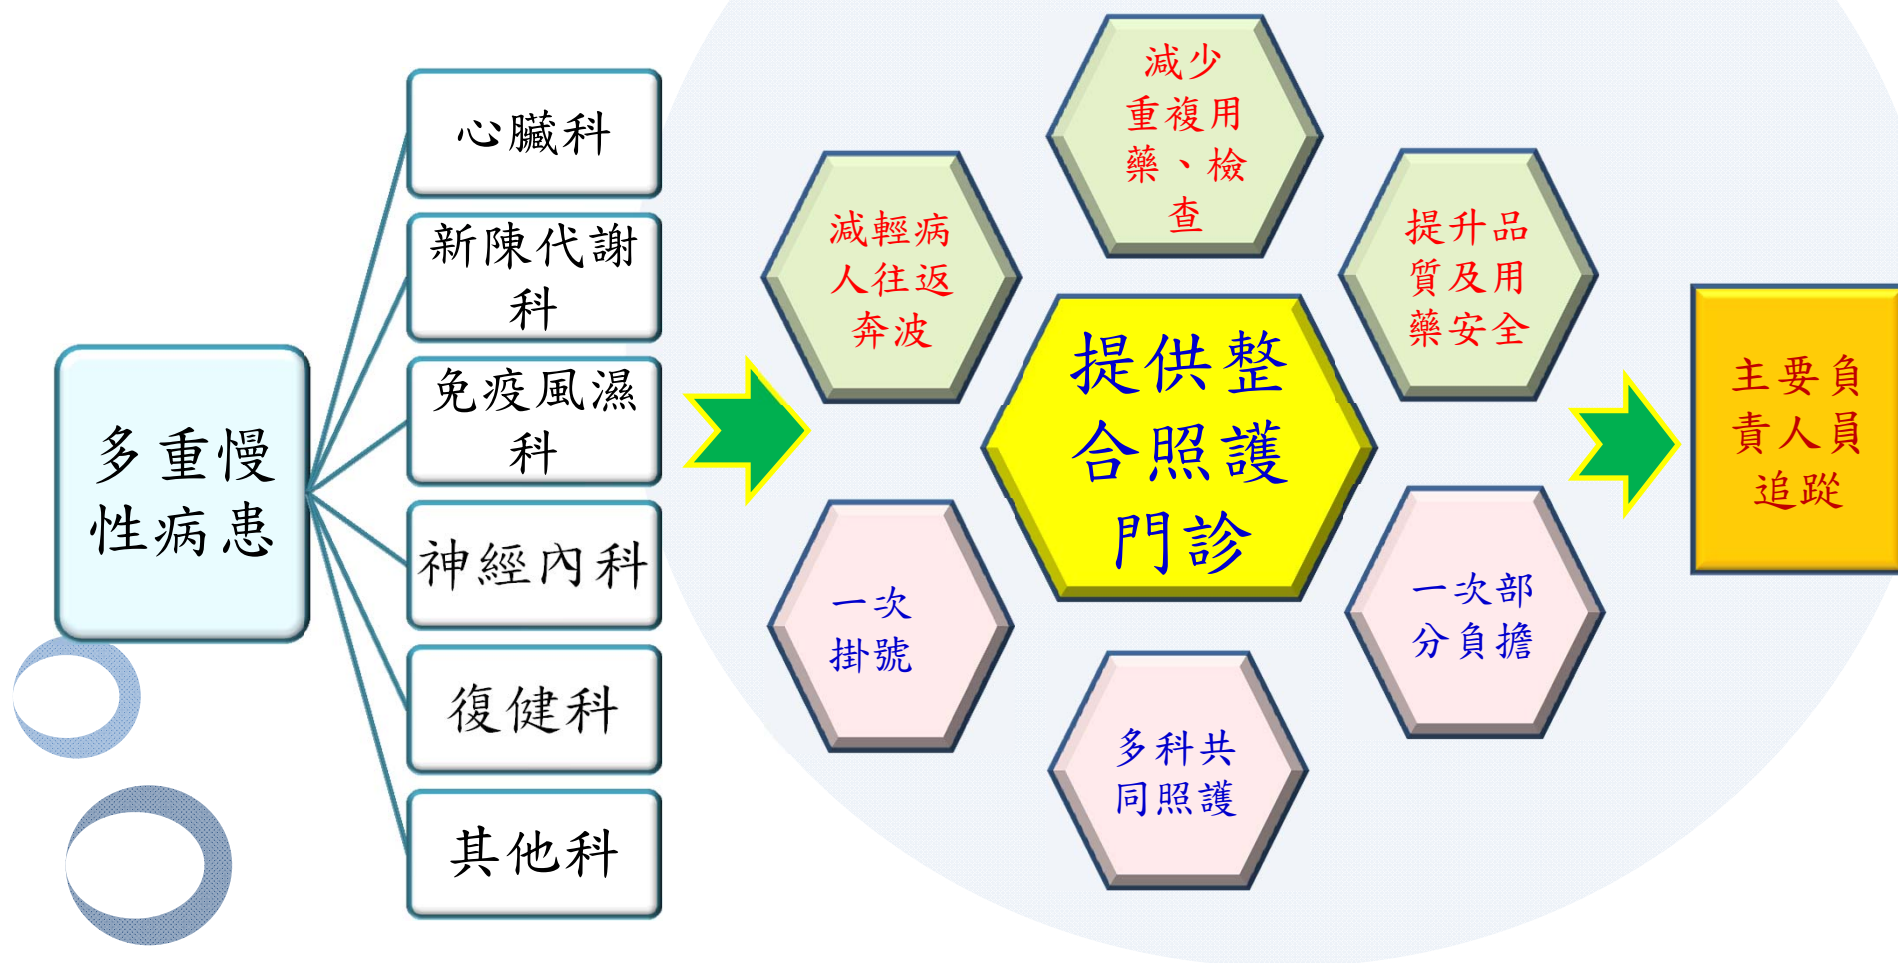 多重慢
性病患
心臟科
新陳代謝
科
免疫風濕
科
神經內科
復健科
其他科
減輕病
人往返
奔波
減少
重複用
藥、檢
查
提升品
質及用
藥安全
提供整
合照護
門診
一次
掛號
多科共
同照護
一次部
分負擔
主要負
責人員
追蹤